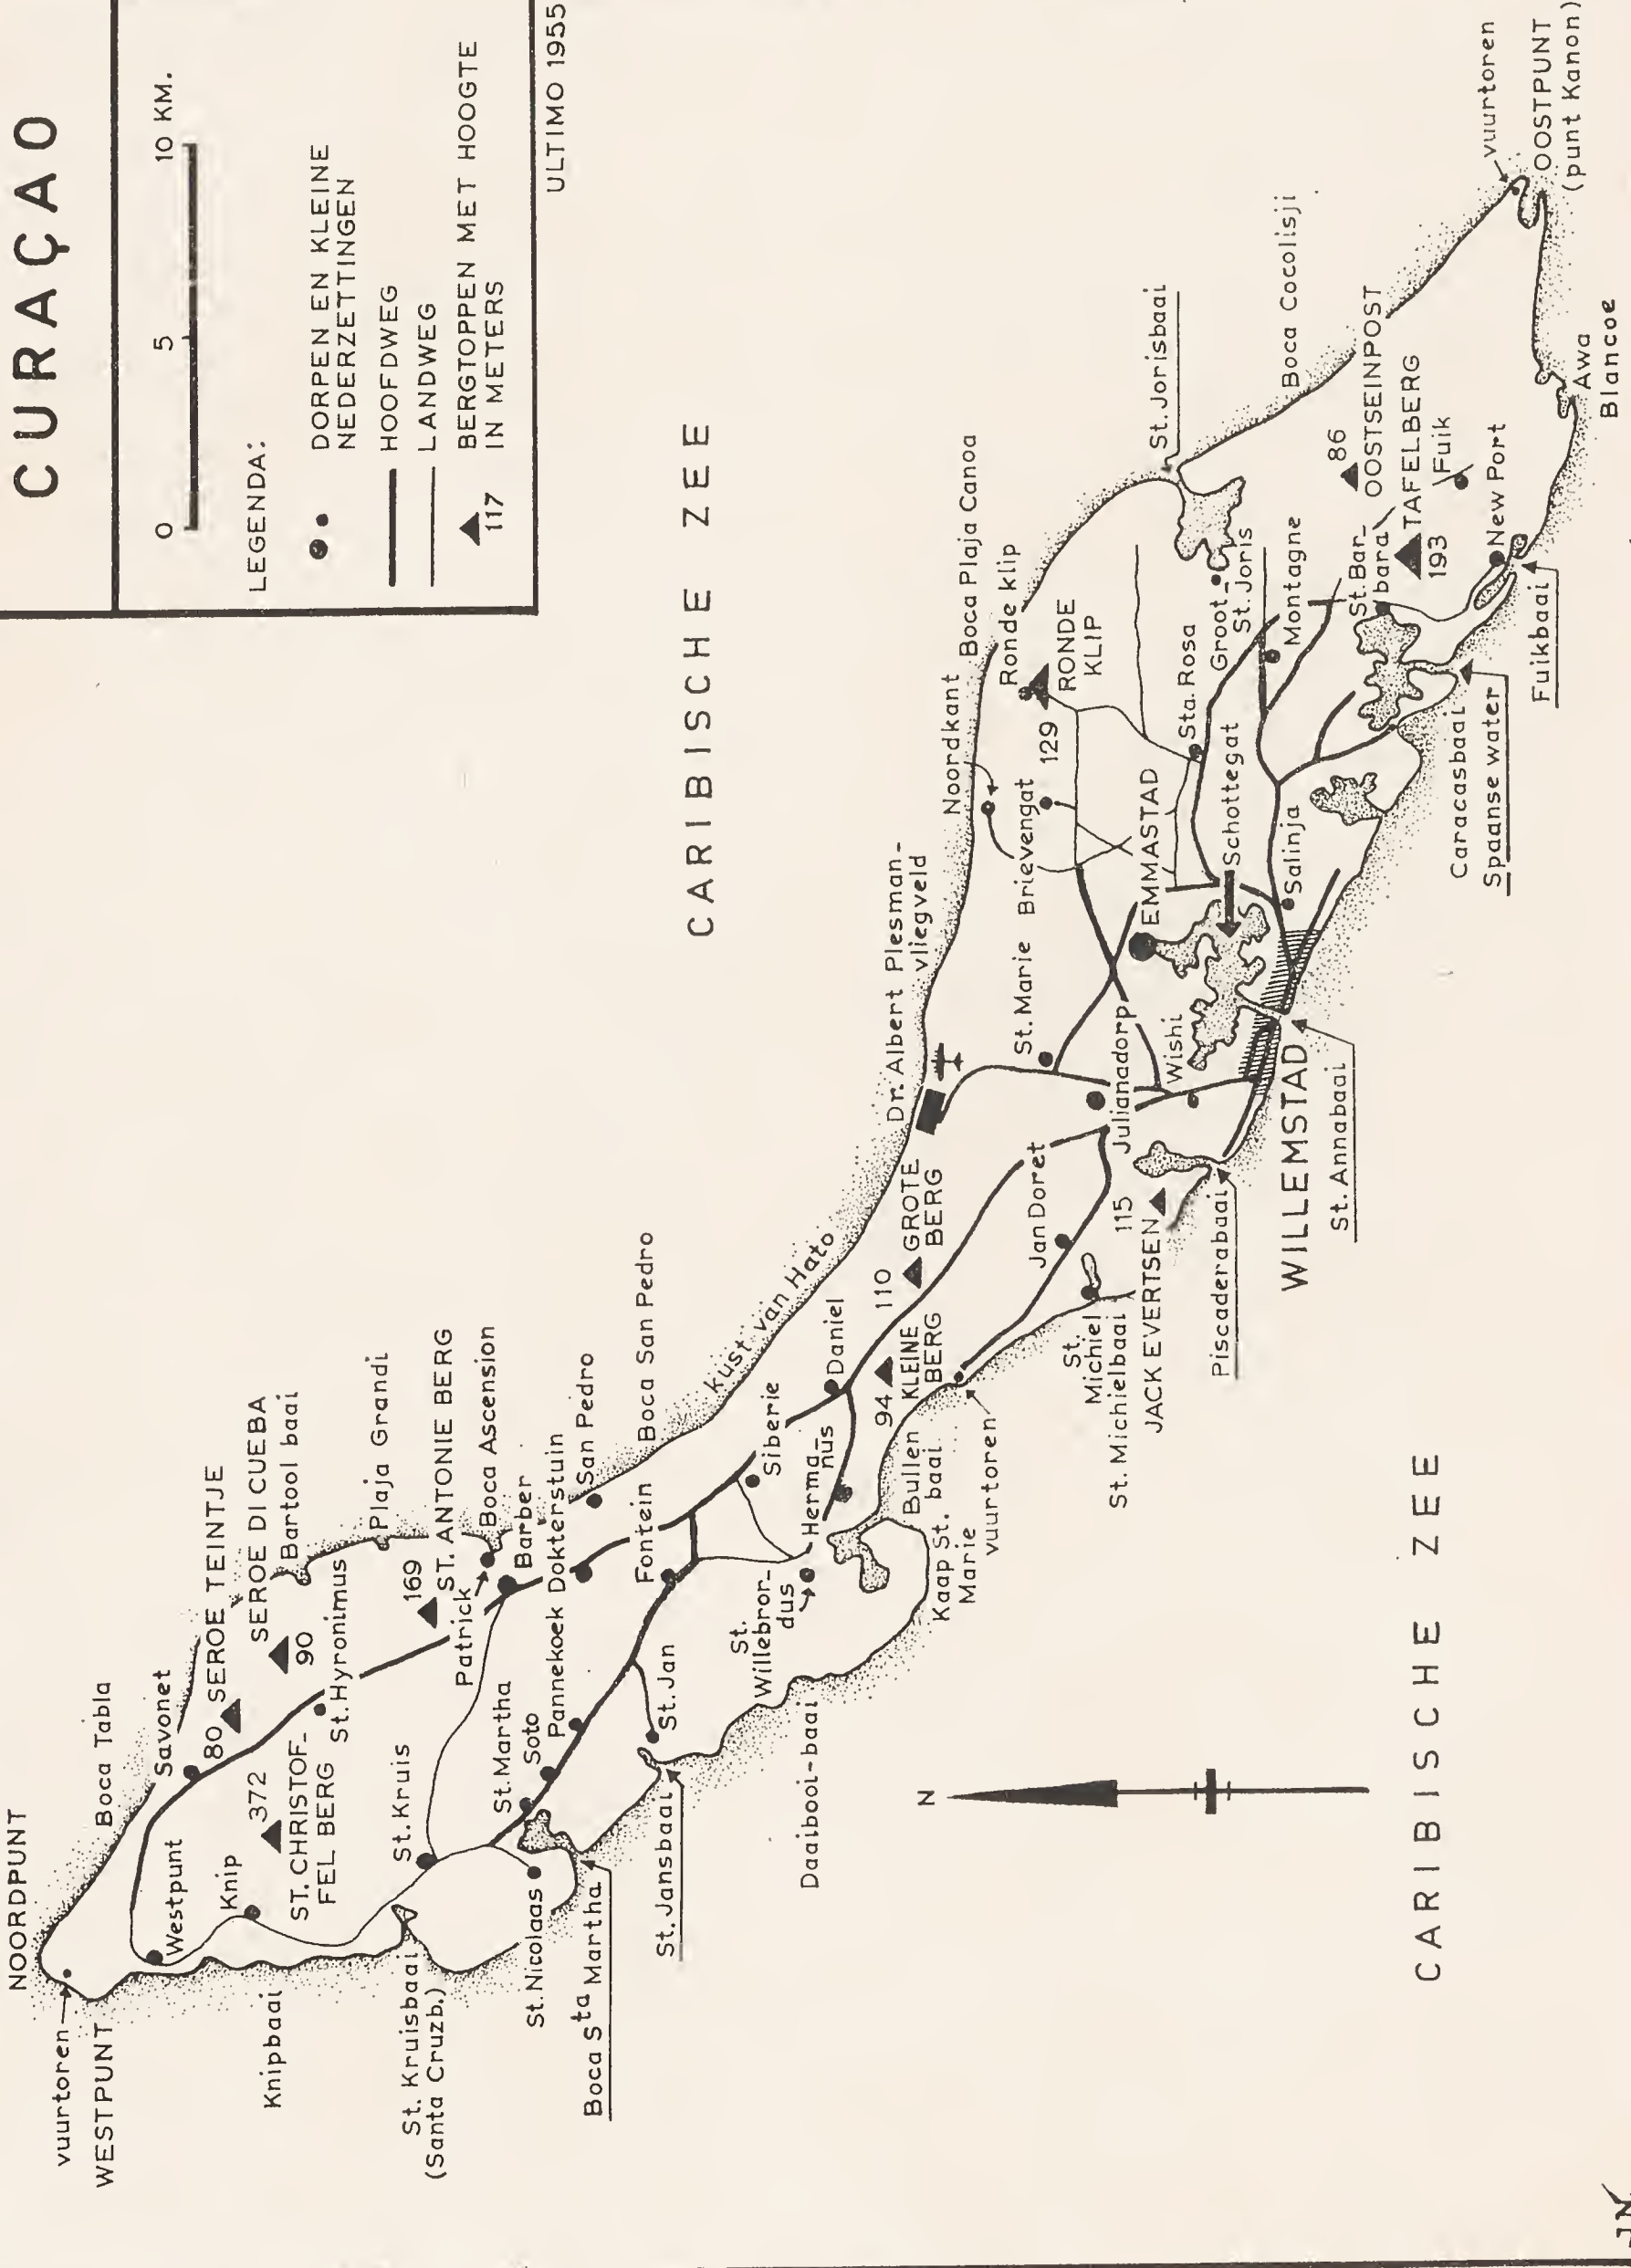 CURAÇAO
0 5 10 KM.
LEGENDA:
DORPEN EN KLEINE
NEDERZETTINGEN
HOOFDWEG
LANDWEG
117
BERGTOPPEN MET HOOGTE
IN METERS
ULTIMO 1955
CARIBISCHE ZEE
NOORDPUNT
vuurtoren
WESTPUNT
Boca Tabla
Westpunt
Savonet
Knip
Knipbaai
80 SEROE TEINTJE
SEROE DI CUEBA
90
Bartool baai
372
ST. CHRISTOF-
FEL BERG
St. Hyronimus
Plaja Grandi
169
ST. ANTONIE BERG
Boca Ascension
Patrick
Barber
St. Kruis
St. Kruisbaai
(Santa Cruzb.)
St. Martha
Soto
Pannekoek
Dokterstuin
San Pedro
St. Nicolaas
Boca Sta Martha
Fontein
Boca San Pedro
St. Jan
St. Jansbaai
kust van Hato
St.
Willebror-
dus
Siberie
Daniel
Herma-
nus
Daaibooi-baai
94
KLEINE
BERG
110
GROTE
BERG
Bullen
baai
Kaap St.
Marie
vuurtoren
Dr. Albert Plesman-
vliegveld
Jan Doret
St.
Michiel
St. Michielbaai
115
JACK EVERTSEN
Piscaderabaai
Julianadorp
St. Marie
Wishi
WILLEMSTAD
St. Annabaai
Noordkant
Boca Plaja Canoa
Ronde klip
RONDE
KLIP
129
Brievengat
EMMASTAD
Schottegat
Salinja
Sta. Rosa
Groot-
St. Joris
Montagne
St. Jorisbaai
Boca Cocolisji
86
OOSTSEINPOST
St. Bar-
bara
TAFELBERG
193
Fuik
New Port
Caracasbaai
Spaanse water
Fuikbaai
Awa
Blancoe
vuurtoren
OOSTPUNT
(punt Kanon)
N
CARIBISCHE ZEE